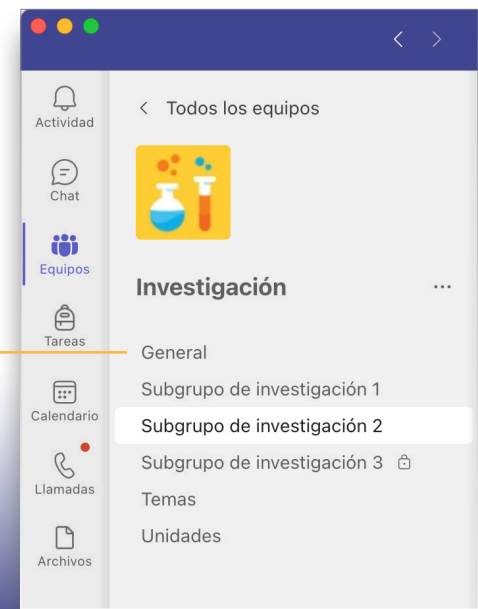 Actividad
Chat
Equipos
Tareas
Calendario
Llamadas
Archivos
Todos los equipos
Investigación
General
Subgrupo de investigación 1
Subgrupo de investigación 2
Subgrupo de investigación 3
Temas
Unidades